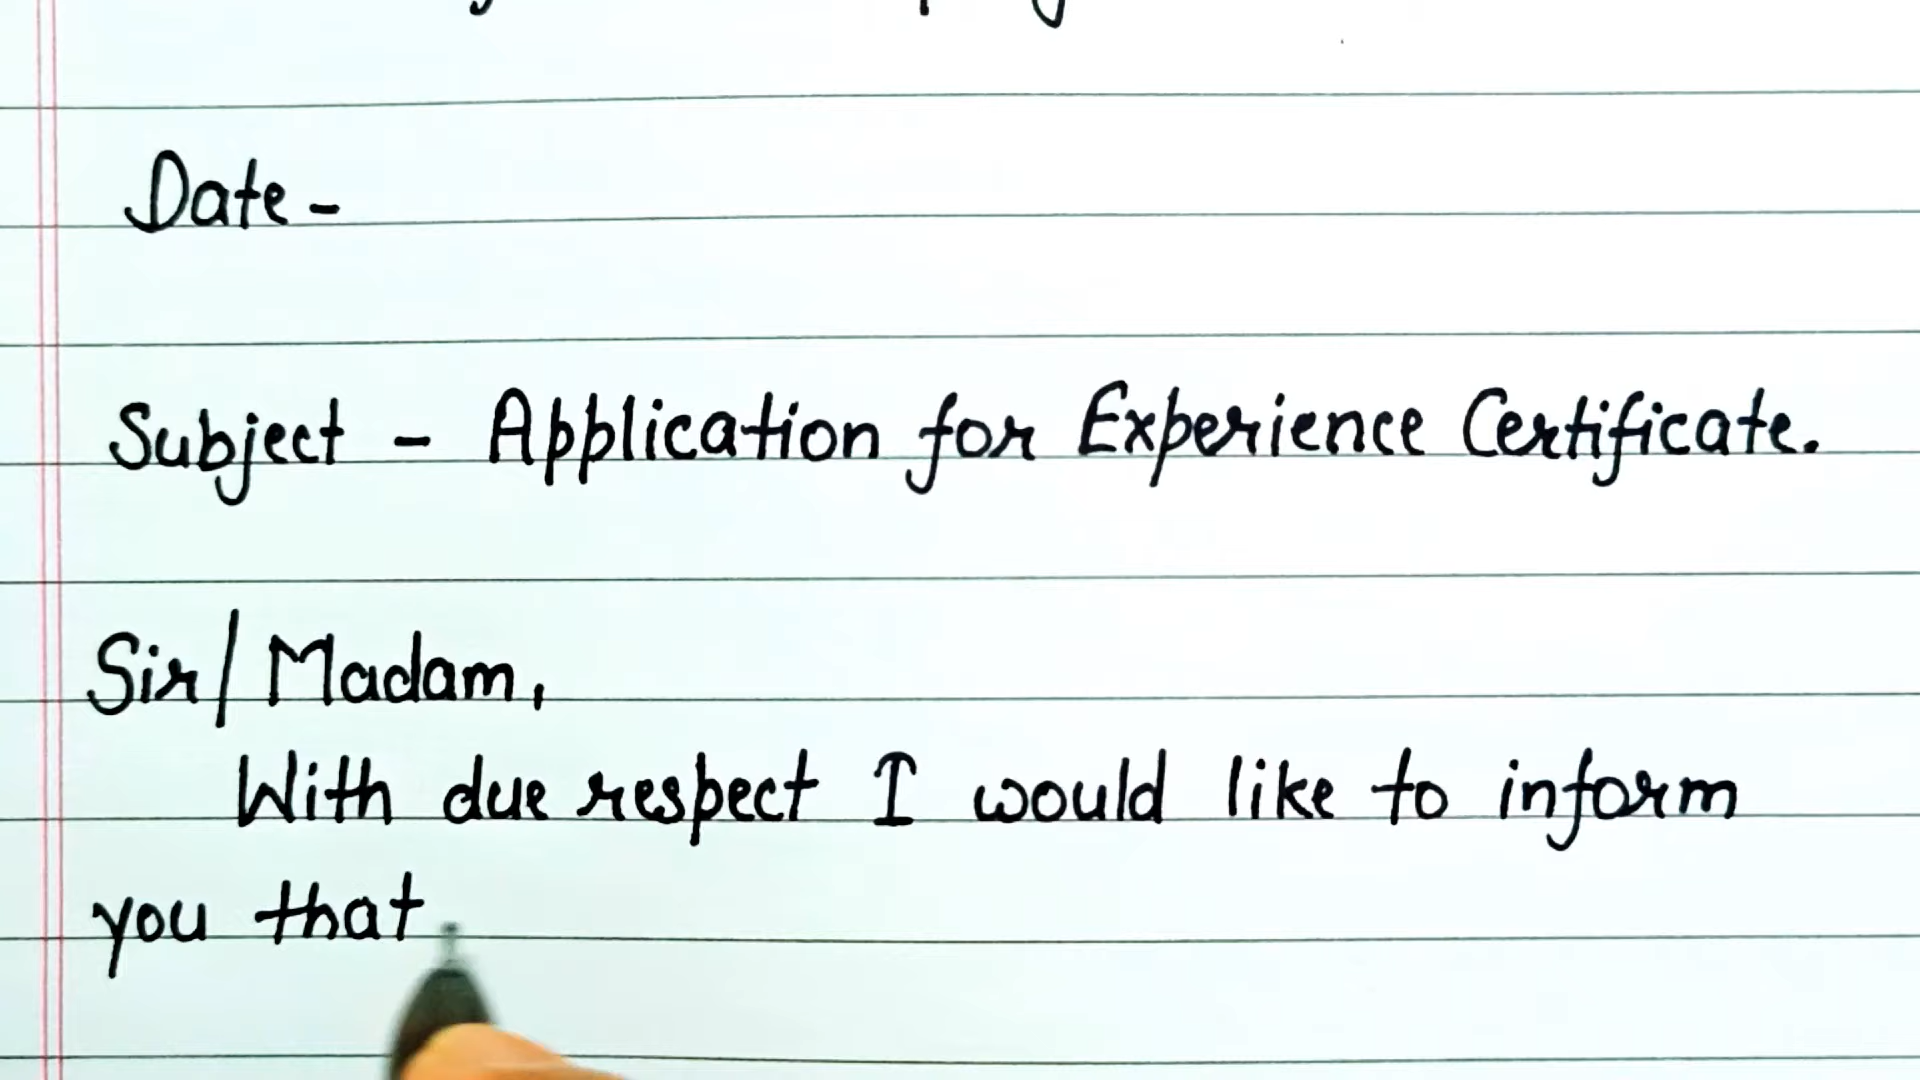 Date -
Subject - Application for Experience Certificate.
Sir/Madam,
With due respect I would like to inform
you that